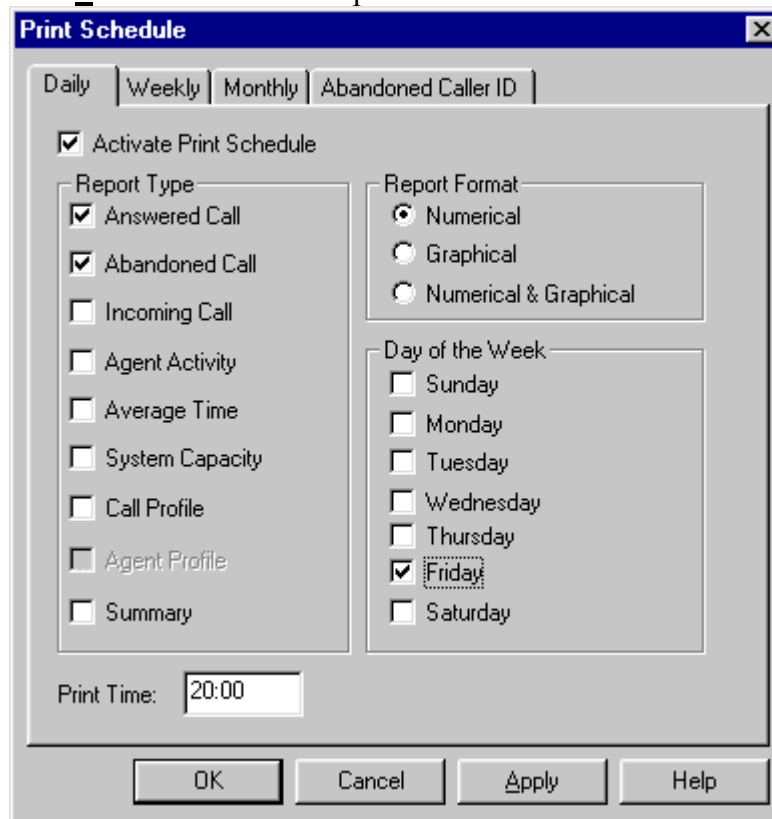 Print Schedule
Daily Weekly Monthly Abandoned Caller ID
Activate Print Schedule
Report Type
Answered Call
Abandoned Call
Incoming Call
Agent Activity
Average Time
System Capacity
Call Profile
Agent Profile
Summary
Report Format
Numerical
Graphical
Numerical & Graphical
Day of the Week
Sunday
Monday
Tuesday
Wednesday
Thursday
Friday
Saturday
Print Time: 20:00
OK Cancel Apply Help